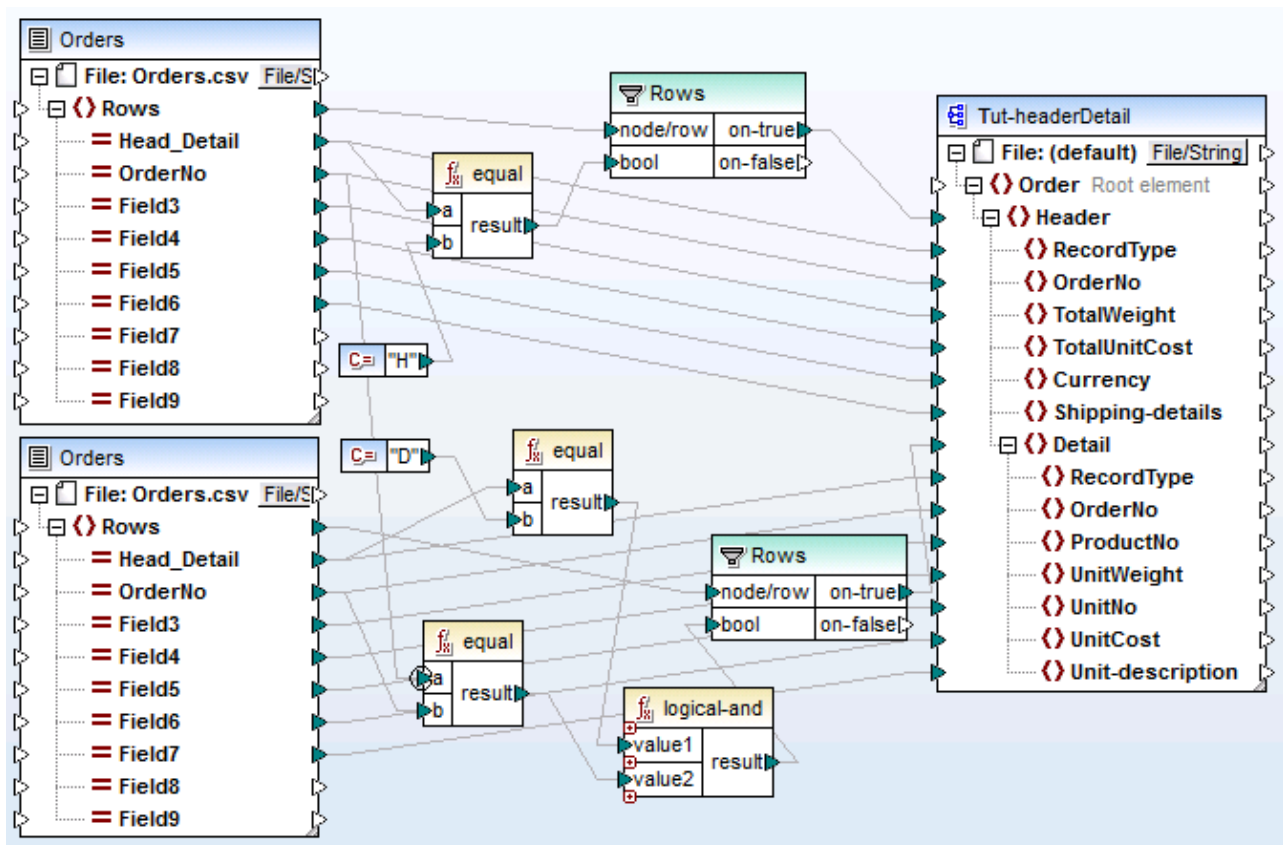 Orders
File: Orders.csv File/S
Rows
Head_Detail
OrderNo
Field3
Field4
Field5
Field6
Field7
Field8
Field9
Rows
node/row on-true
bool on-false
equal
a
b
result
C= "H"
Orders
File: Orders.csv File/S
Rows
Head_Detail
OrderNo
Field3
Field4
Field5
Field6
Field7
Field8
Field9
C= "D"
equal
a
b
result
Rows
node/row on-true
bool on-false
equal
a
b
result
logical-and
value1
value2
result
Tut-headerDetail
File: (default) File/String
Order Root element
Header
RecordType
OrderNo
TotalWeight
TotalUnitCost
Currency
Shipping-details
Detail
RecordType
OrderNo
ProductNo
UnitWeight
UnitNo
UnitCost
Unit-description